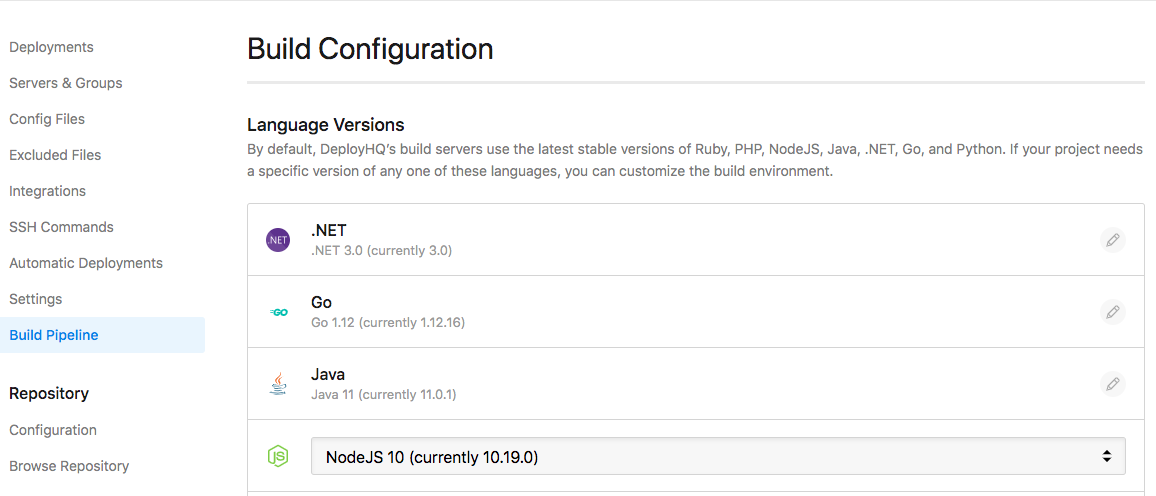 Deployments
Servers & Groups
Config Files
Excluded Files
Integrations
SSH Commands
Automatic Deployments
Settings
Build Pipeline
Repository
Configuration
Browse Repository
Build Configuration
Language Versions
By default, DeployHQ’s build servers use the latest stable versions of Ruby, PHP, NodeJS, Java, .NET, Go, and Python. If your project needs
a specific version of any one of these languages, you can customize the build environment.
.NET
.NET
.NET 3.0 (currently 3.0)
GO
Go
Go 1.12 (currently 1.12.16)
Java
Java 11 (currently 11.0.1)
JS
NodeJS 10 (currently 10.19.0)